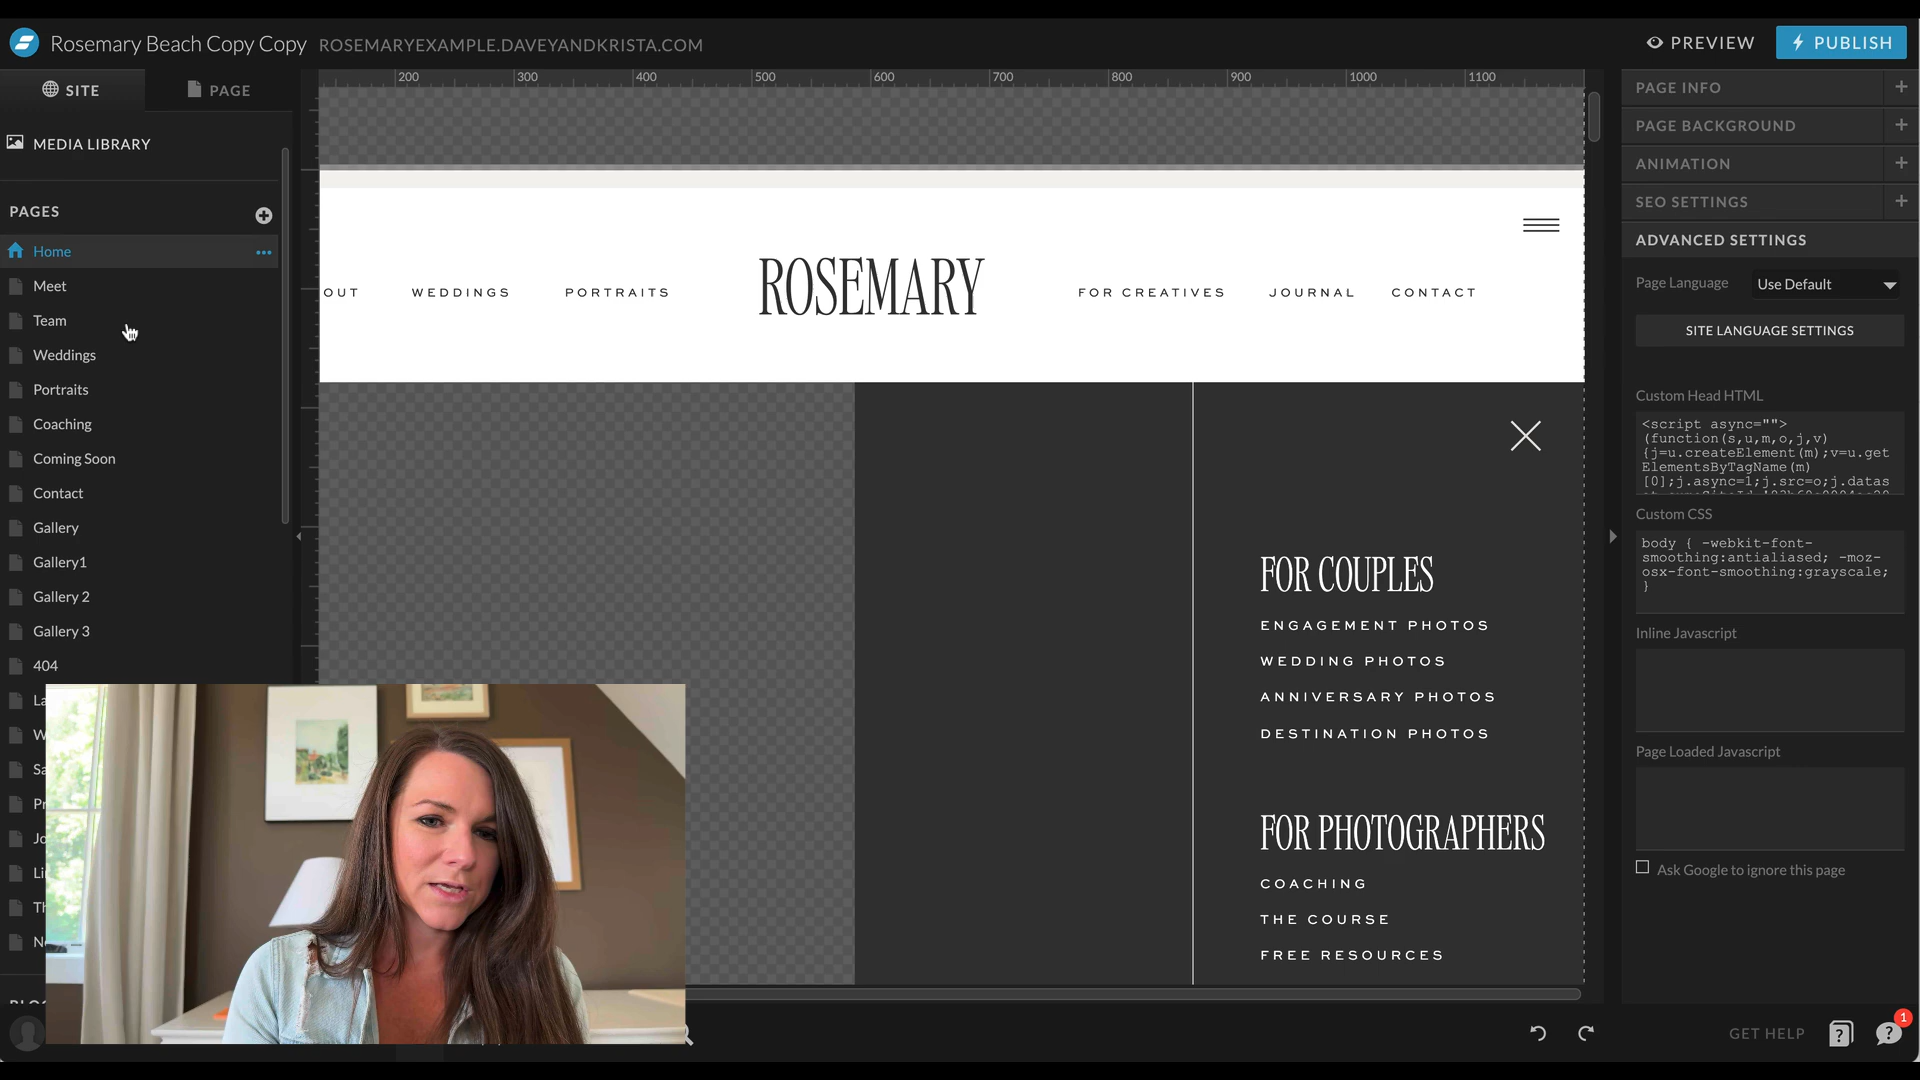 Rosemary Beach Copy Copy ROSEMARYEXAMPLE.DAVEYANDKRISTA.COM
PREVIEW
PUBLISH
SITE
PAGE
MEDIA LIBRARY
PAGES
Home
Meet
Team
Weddings
Portraits
Coaching
Coming Soon
Contact
Gallery
Gallery1
Gallery 2
Gallery 3
404
200 300 400 500 600 700 800 900 1000 1100
OUT WEDDINGS PORTRAITS ROSEMARY FOR CREATIVES JOURNAL CONTACT
FOR COUPLES
ENGAGEMENT PHOTOS
WEDDING PHOTOS
ANNIVERSARY PHOTOS
DESTINATION PHOTOS
FOR PHOTOGRAPHERS
COACHING
THE COURSE
FREE RESOURCES
PAGE INFO
PAGE BACKGROUND
ANIMATION
SEO SETTINGS
ADVANCED SETTINGS
Page Language Use Default
SITE LANGUAGE SETTINGS
Custom Head HTML
<script async="">
(function(s,u,m,o,j,v)
{j=u.createElement(m);v=u.get
ElementsByTagName(m)
[0];j.async=1;j.src=o;j.datas
Custom CSS
body { -webkit-font-
smoothing:antialiased; -moz-
osx-font-smoothing:grayscale;
}
Inline Javascript
Page Loaded Javascript
Ask Google to ignore this page
GET HELP
1